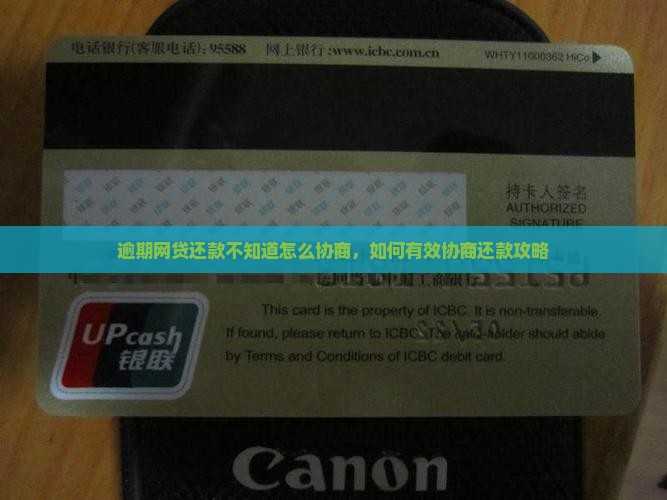 电话银行(客服电话):95588 网上银行:www.icbc.com.cn
WHTY11000362 HiCo
持卡人签名
AUTHORIZED
SIGNATURE
逾期网贷还款不知道怎么协商，如何有效协商还款攻略
This card is the property of ICBC. It is non-transferable.
If found, please return to ICBC. The card-holder should abide
by Terms and Conditions of ICBC debit card.
UPcash
银联
Canon